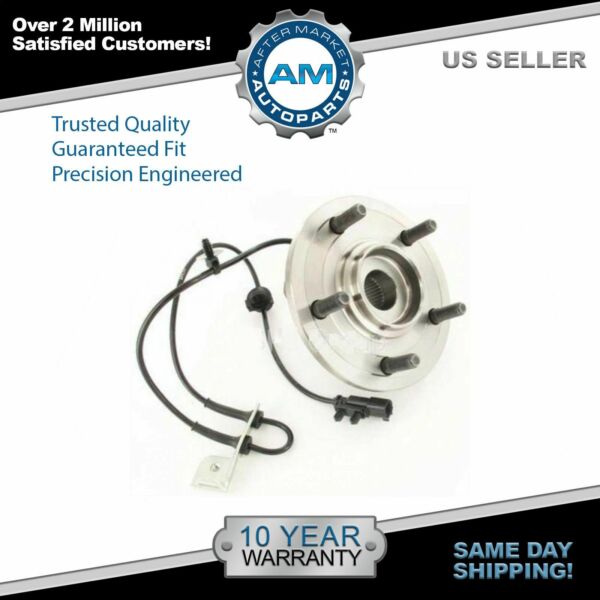 Over 2 Million
Satisfied Customers!
AFTER MARKET
AM
AUTOPARTS
TM
US SELLER
Trusted Quality
Guaranteed Fit
Precision Engineered
10 YEAR
WARRANTY
SAME DAY
SHIPPING!